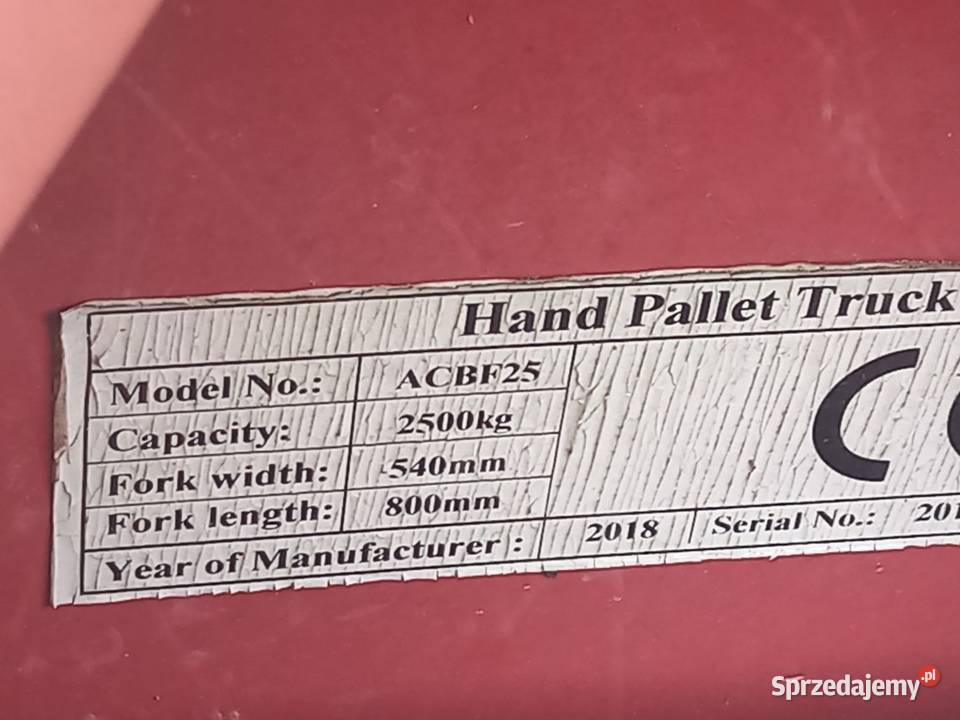 Hand Pallet Truck
Model No.: ACBF25
Capacity: 2500kg
Fork width: 540mm
Fork length: 800mm
Year of Manufacturer : 2018 Serial No.: 201
Sprzedajemy.pl